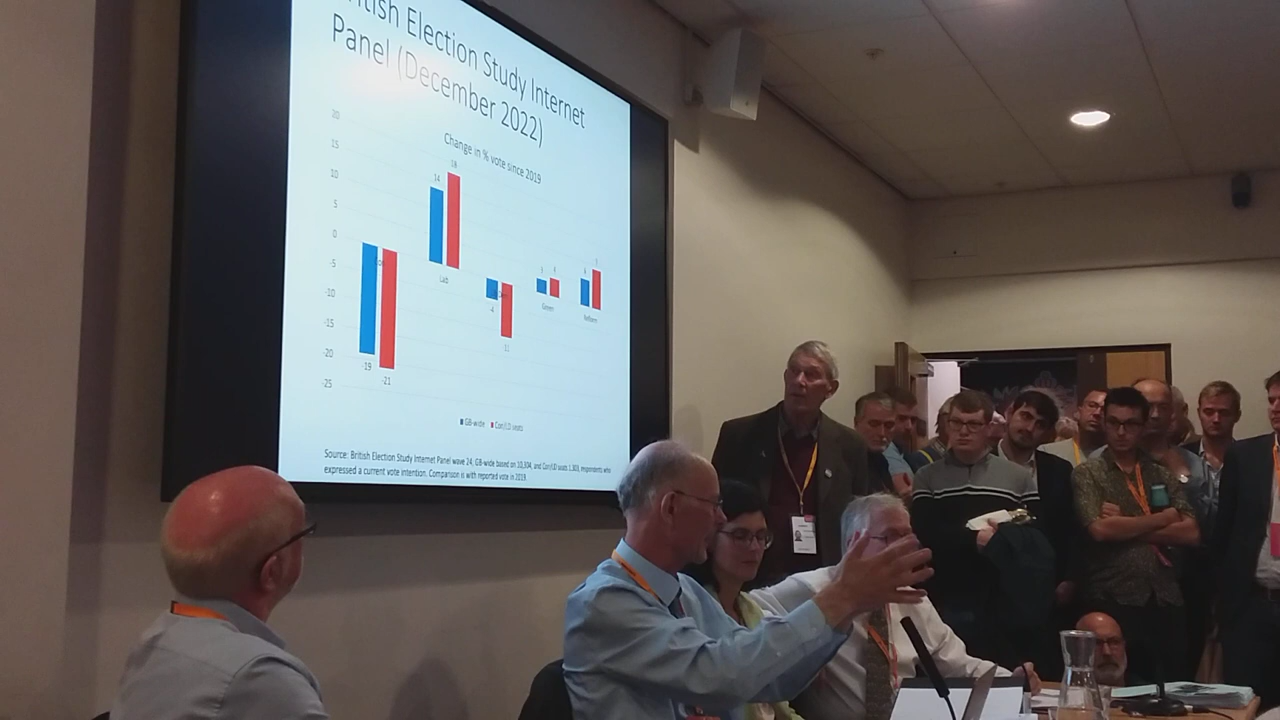 ritish Election Study Internet
Panel (December 2022)
Change in % vote since 2019
20
15
10
5
0
-5
-10
-15
-20
-25
19
-21
14
18
Lab
-4
-11
Green
Reform
GB-wide Con/LD seats
Source: British Election Study Internet Panel wave 24; GB-wide based on 10,934, and Con/LD seats 1,303, respondents who
expressed a current vote intention. Comparison is with reported vote in 2019.